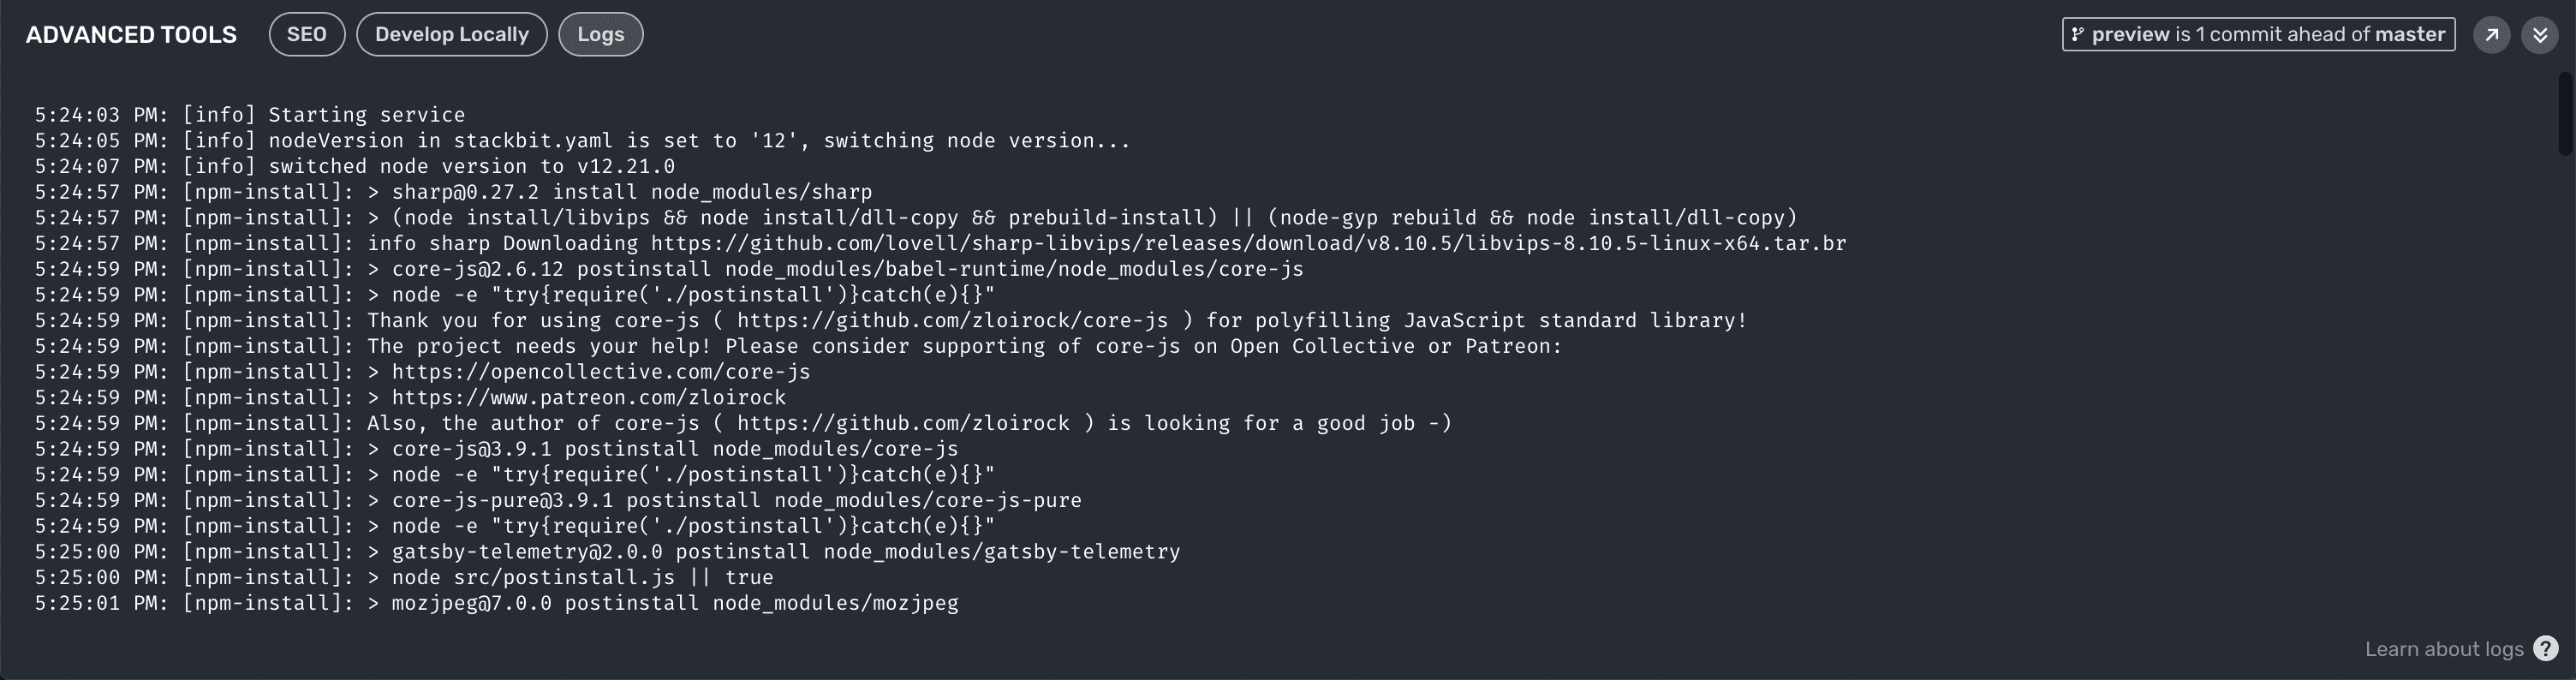 ADVANCED TOOLS SEO Develop Locally Logs preview is 1 commit ahead of master
5:24:03 PM: [info] Starting service
5:24:05 PM: [info] nodeVersion in stackbit.yaml is set to '12', switching node version...
5:24:07 PM: [info] switched node version to v12.21.0
5:24:57 PM: [npm-install]: > sharp@0.27.2 install node_modules/sharp
5:24:57 PM: [npm-install]: > (node install/libvips && node install/dll-copy && prebuild-install) || (node-gyp rebuild && node install/dll-copy)
5:24:57 PM: [npm-install]: info sharp Downloading https://github.com/lovell/sharp-libvips/releases/download/v8.10.5/libvips-8.10.5-linux-x64.tar.br
5:24:59 PM: [npm-install]: > core-js@2.6.12 postinstall node_modules/babel-runtime/node_modules/core-js
5:24:59 PM: [npm-install]: > node -e "try{require('./postinstall')}catch(e){}"
5:24:59 PM: [npm-install]: Thank you for using core-js ( https://github.com/zloirock/core-js ) for polyfilling JavaScript standard library!
5:24:59 PM: [npm-install]: The project needs your help! Please consider supporting of core-js on Open Collective or Patreon:
5:24:59 PM: [npm-install]: > https://opencollective.com/core-js
5:24:59 PM: [npm-install]: > https://www.patreon.com/zloirock
5:24:59 PM: [npm-install]: Also, the author of core-js ( https://github.com/zloirock ) is looking for a good job -)
5:24:59 PM: [npm-install]: > core-js@3.9.1 postinstall node_modules/core-js
5:24:59 PM: [npm-install]: > node -e "try{require('./postinstall')}catch(e){}"
5:24:59 PM: [npm-install]: > core-js-pure@3.9.1 postinstall node_modules/core-js-pure
5:24:59 PM: [npm-install]: > node -e "try{require('./postinstall')}catch(e){}"
5:25:00 PM: [npm-install]: > gatsby-telemetry@2.0.0 postinstall node_modules/gatsby-telemetry
5:25:00 PM: [npm-install]: > node src/postinstall.js || true
5:25:01 PM: [npm-install]: > mozjpeg@7.0.0 postinstall node_modules/mozjpeg
Learn about logs ?